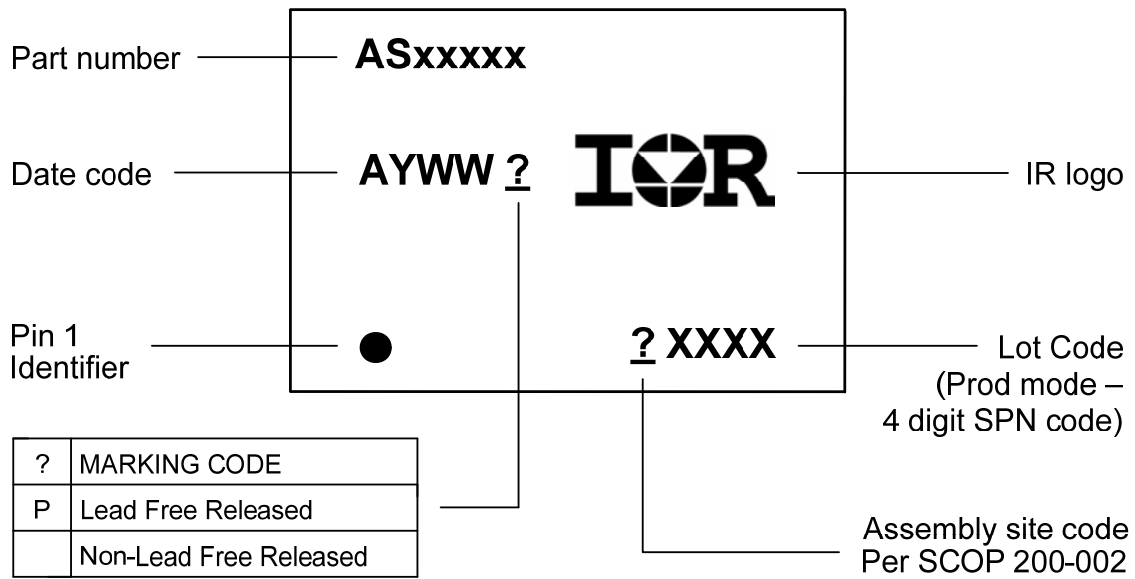 Part number
ASxxxxx
Date code
AYWW ?
IOR
IR logo
Pin 1
Identifier
? XXXX
Lot Code
(Prod mode –
4 digit SPN code)
? MARKING CODE
P Lead Free Released
Non-Lead Free Released
Assembly site code
Per SCOP 200-002